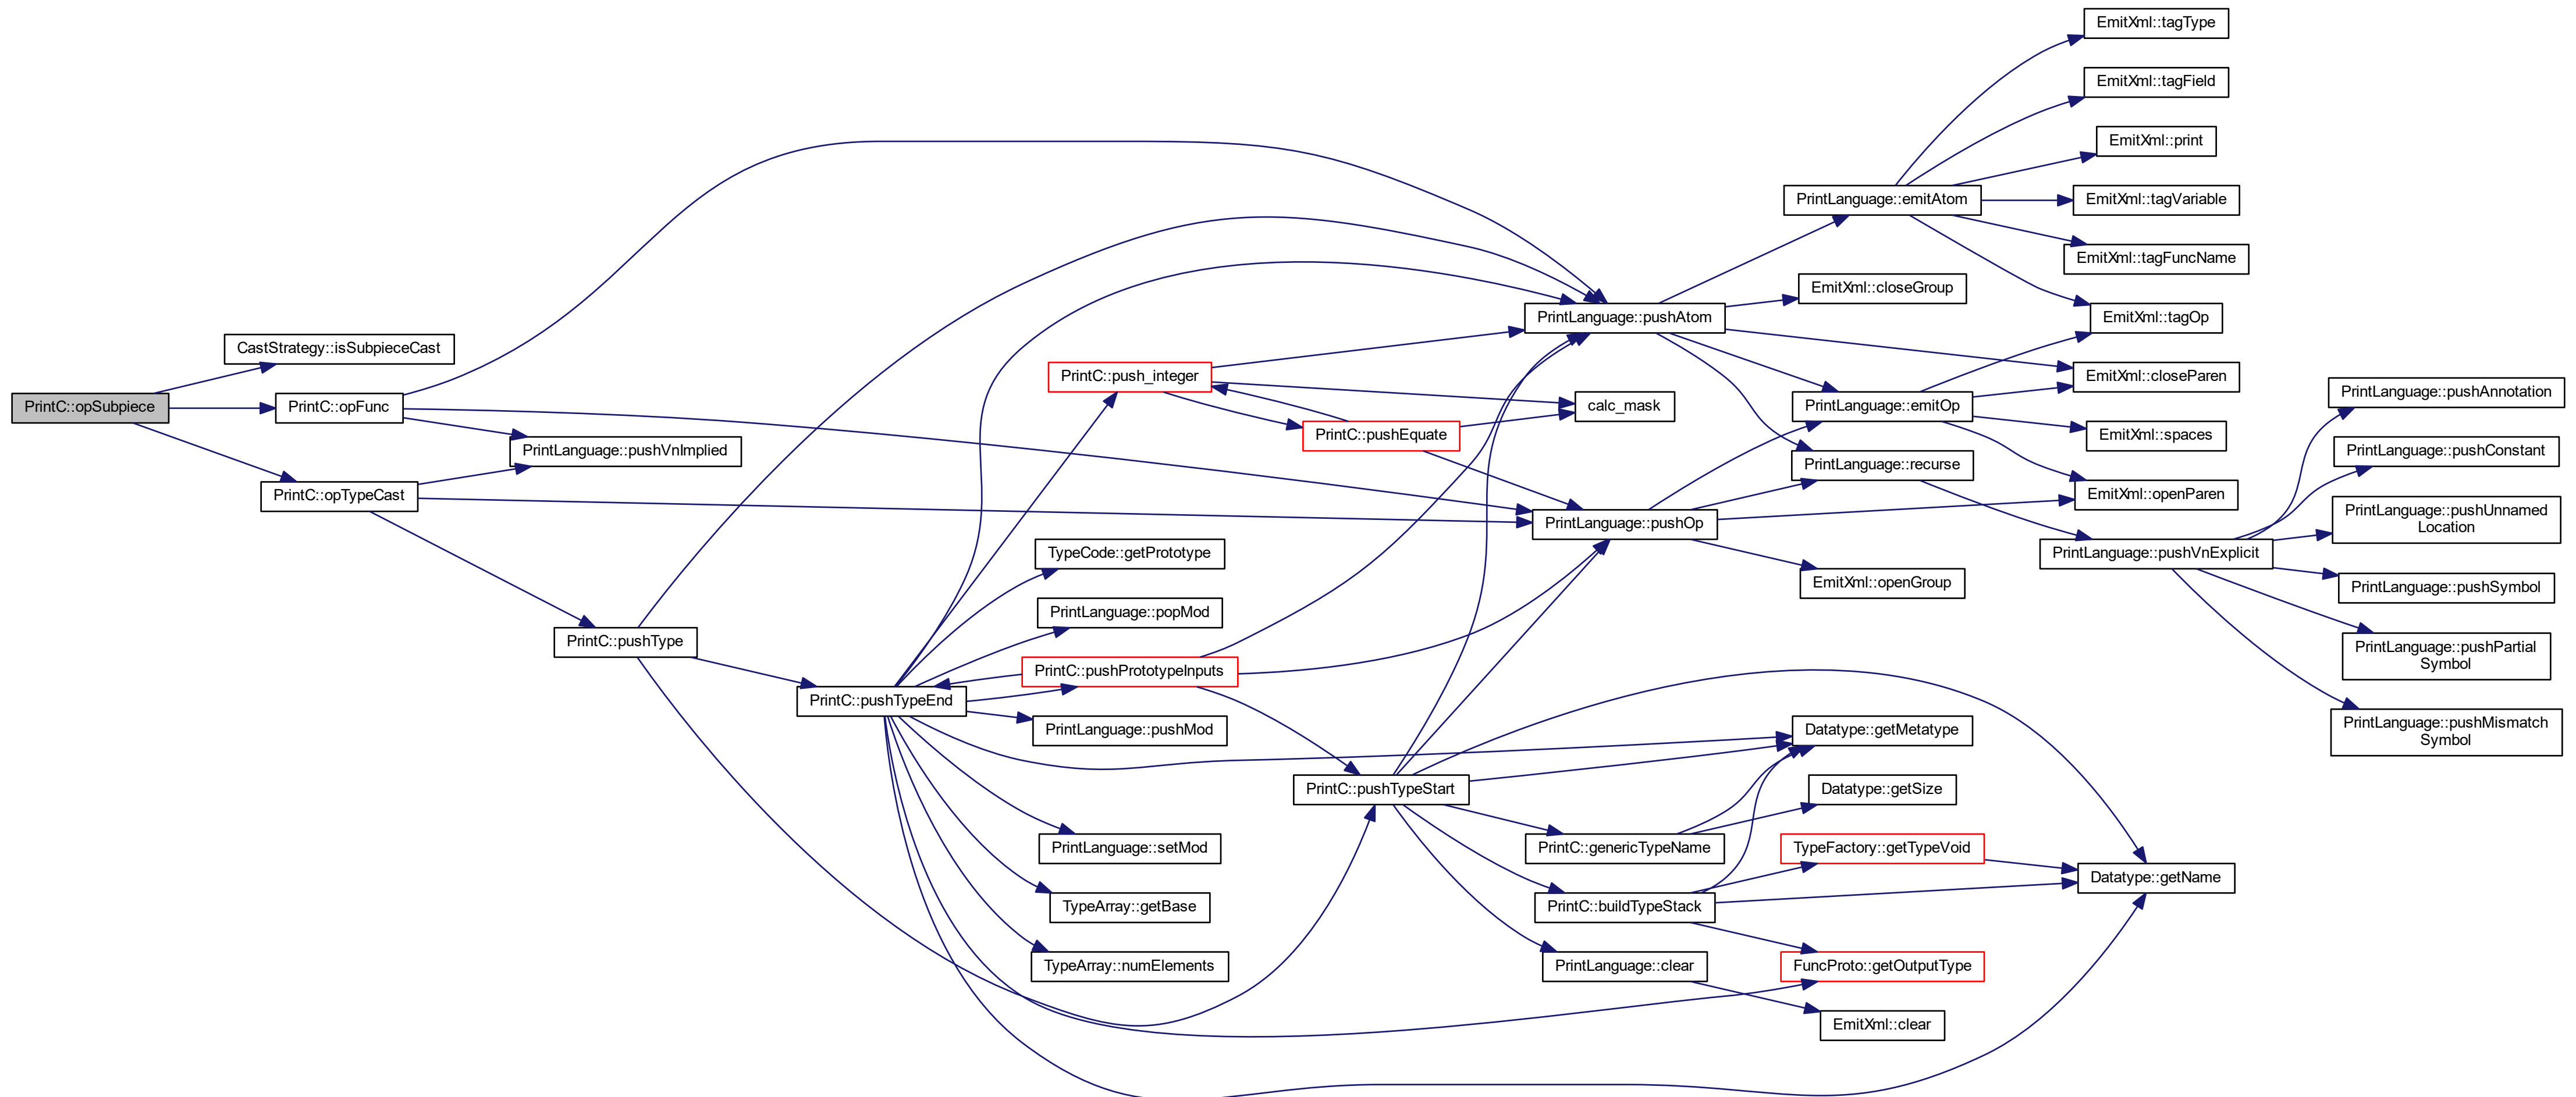 PrintC::opSubpiece
CastStrategy::isSubpieceCast
PrintC::opFunc
PrintLanguage::pushVnImplied
PrintC::opTypeCast
PrintC::pushType
PrintC::pushTypeEnd
PrintC::push_integer
PrintC::pushEquate
TypeCode::getPrototype
PrintLanguage::popMod
PrintC::pushPrototypeInputs
PrintLanguage::pushMod
PrintLanguage::setMod
TypeArray::getBase
TypeArray::numElements
PrintC::pushTypeStart
PrintLanguage::pushAtom
calc_mask
PrintLanguage::pushOp
PrintC::genericTypeName
PrintC::buildTypeStack
PrintLanguage::clear
PrintLanguage::emitAtom
EmitXml::closeGroup
PrintLanguage::emitOp
PrintLanguage::recurse
EmitXml::openGroup
Datatype::getMetatype
Datatype::getSize
TypeFactory::getTypeVoid
FuncProto::getOutputType
EmitXml::clear
EmitXml::tagType
EmitXml::tagField
EmitXml::print
EmitXml::tagVariable
EmitXml::tagFuncName
EmitXml::tagOp
EmitXml::closeParen
EmitXml::spaces
EmitXml::openParen
PrintLanguage::pushVnExplicit
Datatype::getName
PrintLanguage::pushAnnotation
PrintLanguage::pushConstant
PrintLanguage::pushUnnamed
Location
PrintLanguage::pushSymbol
PrintLanguage::pushPartial
Symbol
PrintLanguage::pushMismatch
Symbol